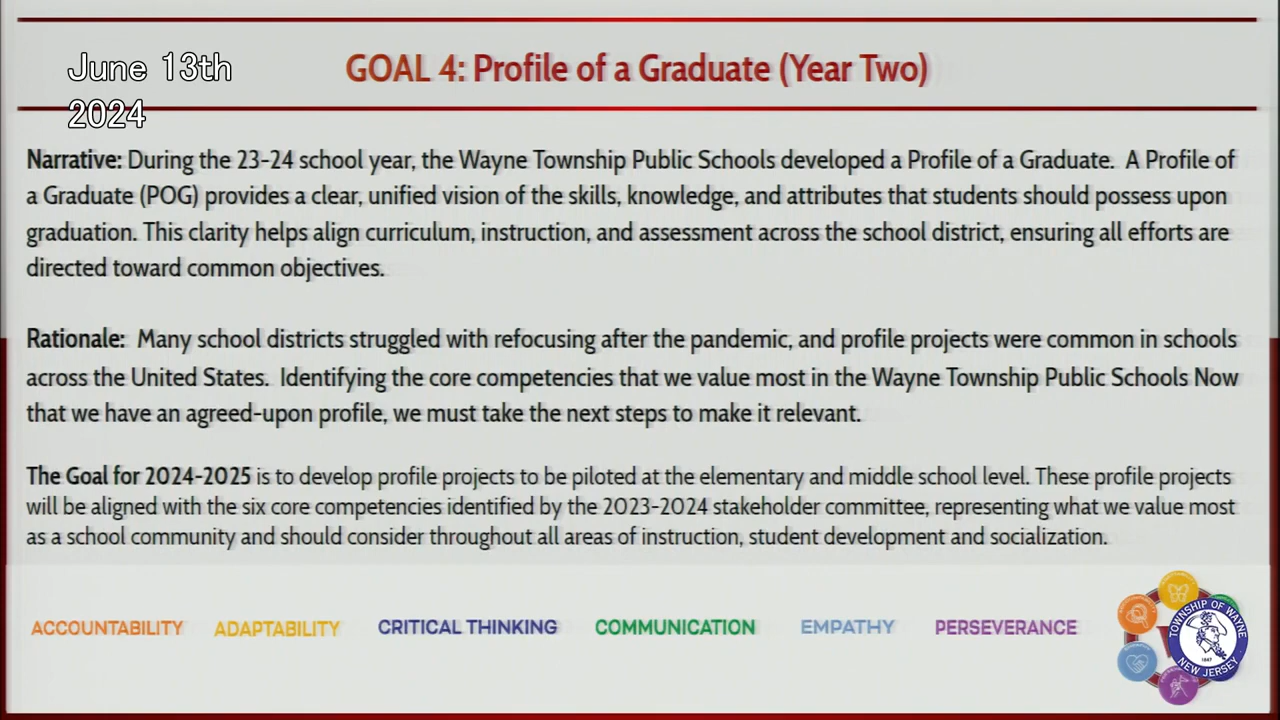 June 13th
2024
GOAL 4: Profile of a Graduate (Year Two)
Narrative: During the 23-24 school year, the Wayne Township Public Schools developed a Profile of a Graduate. A Profile of
a Graduate (POG) provides a clear, unified vision of the skills, knowledge, and attributes that students should possess upon
graduation. This clarity helps align curriculum, instruction, and assessment across the school district, ensuring all efforts are
directed toward common objectives.
Rationale: Many school districts struggled with refocusing after the pandemic, and profile projects were common in schools
across the United States. Identifying the core competencies that we value most in the Wayne Township Public Schools Now
that we have an agreed-upon profile, we must take the next steps to make it relevant.
The Goal for 2024-2025 is to develop profile projects to be piloted at the elementary and middle school level. These profile projects
will be aligned with the six core competencies identified by the 2023-2024 stakeholder committee, representing what we value most
as a school community and should consider throughout all areas of instruction, student development and socialization.
ACCOUNTABILITY ADAPTABILITY CRITICAL THINKING COMMUNICATION EMPATHY PERSEVERANCE
TOWNSHIP OF WAYNE
1847
NEW JERSEY